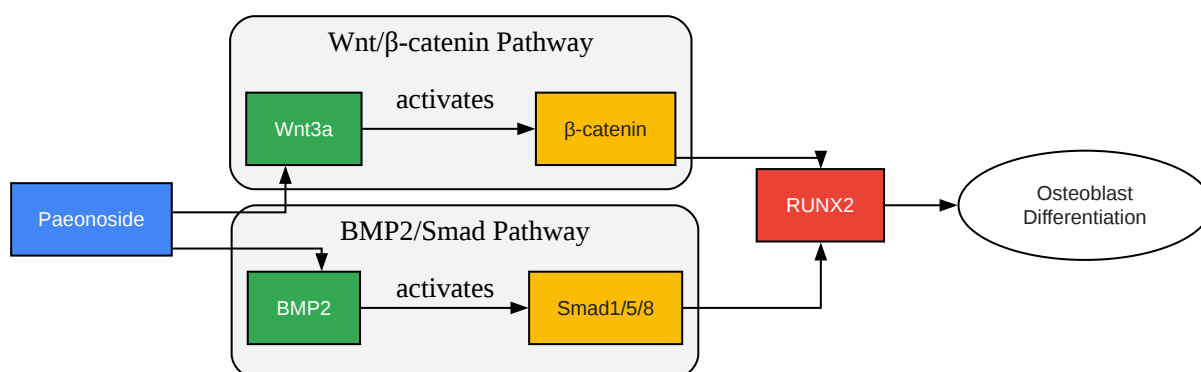 Wnt/β-catenin Pathway
activates
Wnt3a
β-catenin
Paeonoside
RUNX2
Osteoblast
Differentiation
BMP2/Smad Pathway
activates
BMP2
Smad1/5/8